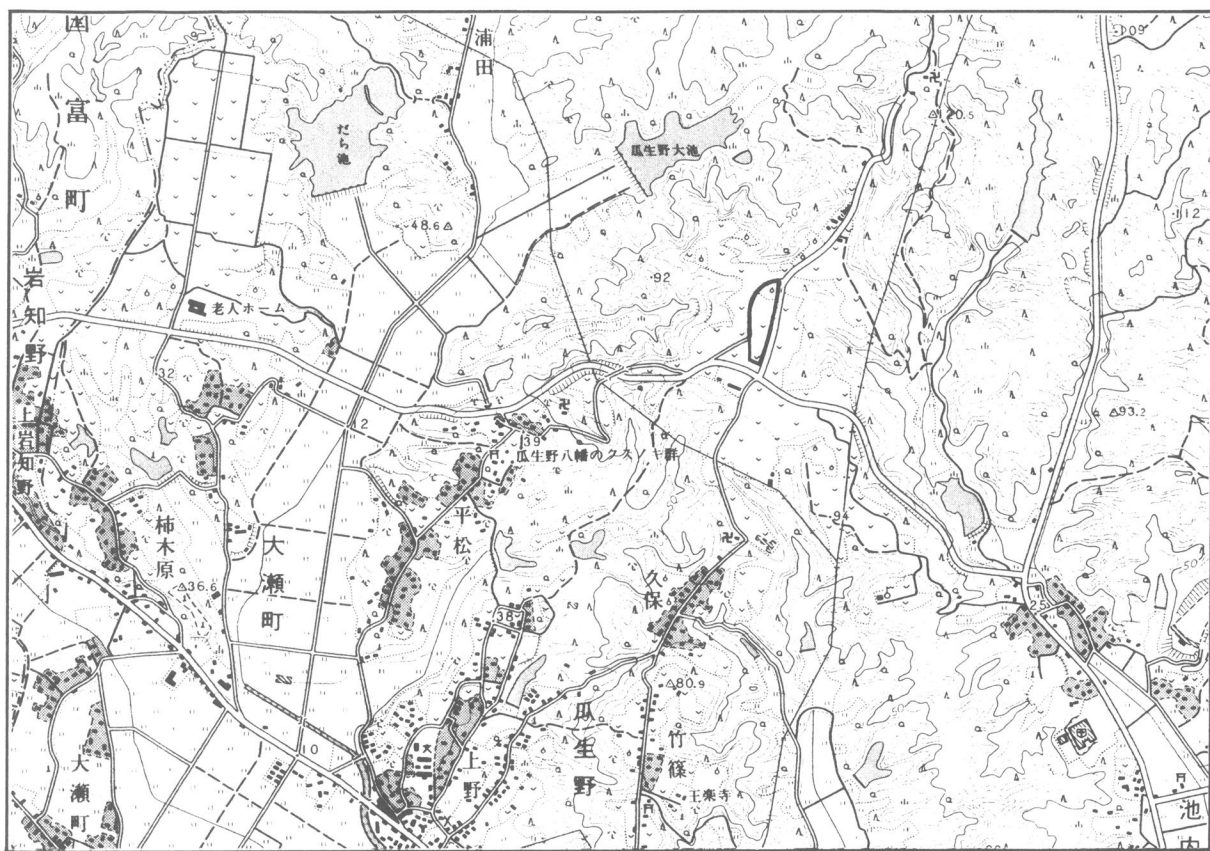 国富町
浦田
だら池
瓜生野大池
109
120.5
112
48.6
92
岩知野
老人ホーム
32
上岩知野
12
39
瓜生野八幡のクスノキ群
93.2
平松
柿木原
大瀬町
94
久保
36.6
38
25
80.9
瓜生野
竹篠
10
上野
王楽寺
大瀬町
池内
50